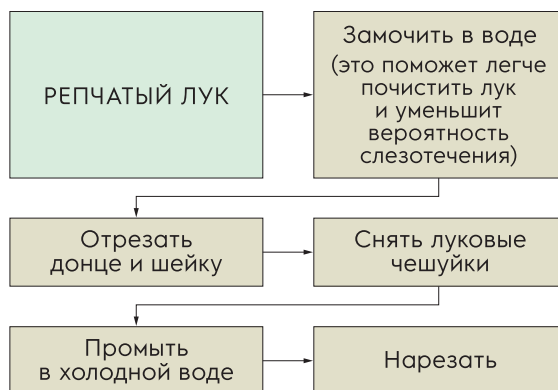 РЕПЧАТЫЙ ЛУК
Замочить в воде
(это поможет легче
почистить лук
и уменьшит
вероятность
слезотечения)
Отрезать
донце и шейку
Снять луковые
чешуйки
Промыть
в холодной воде
Нарезать